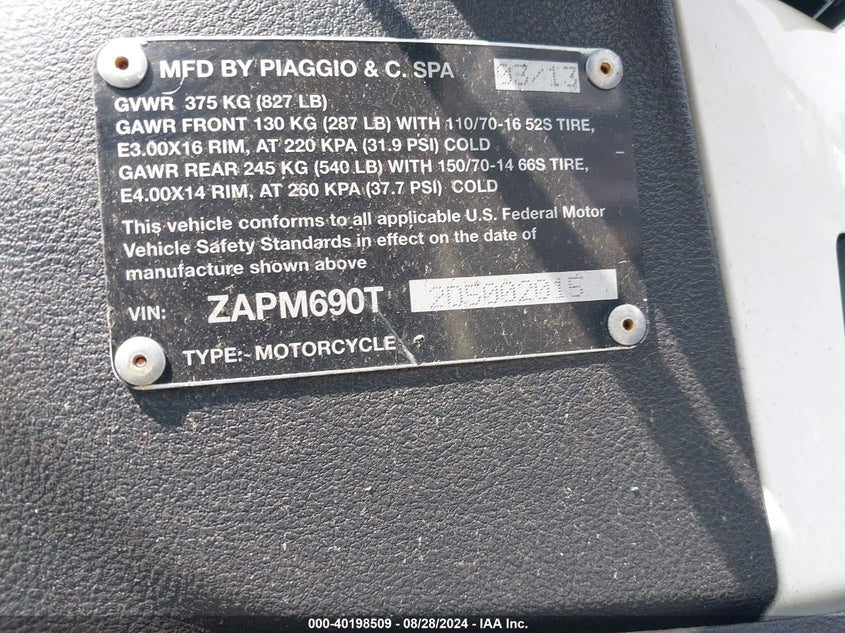 MFD BY PIAGGIO & C. SPA 03/13
GVWR 375 KG (827 LB)
GAWR FRONT 130 KG (287 LB) WITH 110/70-16 52S TIRE,
E3.00X16 RIM, AT 220 KPA (31.9 PSI) COLD
GAWR REAR 245 KG (540 LB) WITH 150/70-14 66S TIRE,
E4.00X14 RIM, AT 260 KPA (37.7 PSI) COLD
This vehicle conforms to all applicable U.S. Federal Motor
Vehicle Safety Standards in effect on the date of
manufacture shown above
VIN: ZAPM690T 2D5002016
TYPE:~MOTORCYCLE
000-40198509 - 08/28/2024 - IAA Inc.